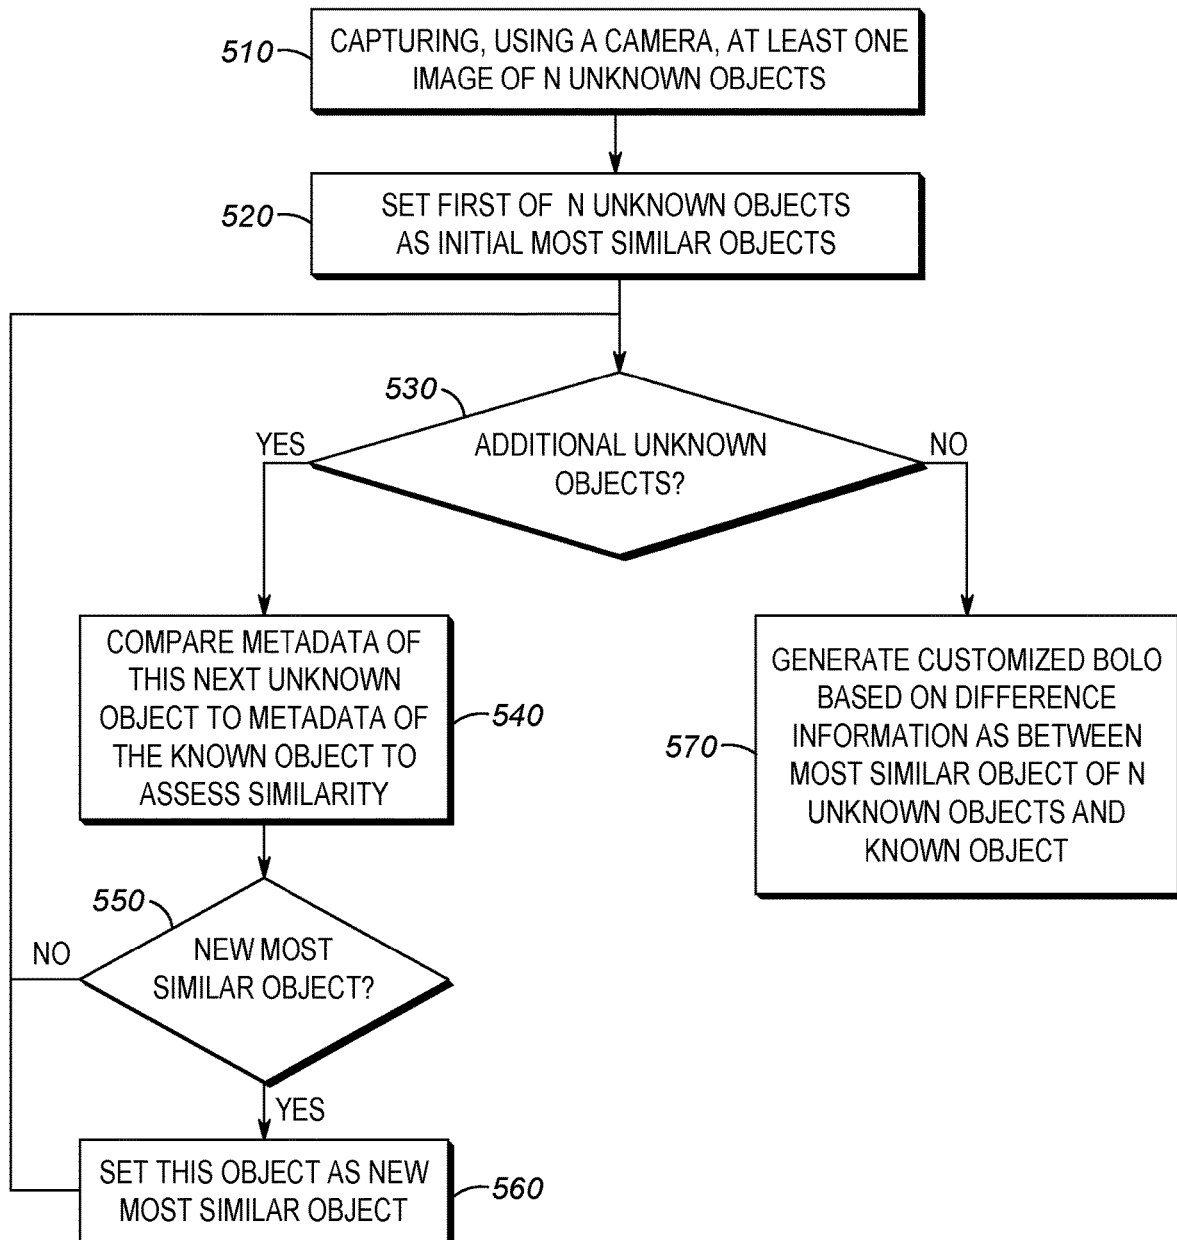 510
CAPTURING, USING A CAMERA, AT LEAST ONE
IMAGE OF N UNKNOWN OBJECTS
520
SET FIRST OF N UNKNOWN OBJECTS
AS INITIAL MOST SIMILAR OBJECTS
530
YES
ADDITIONAL UNKNOWN
OBJECTS?
NO
COMPARE METADATA OF
THIS NEXT UNKNOWN
OBJECT TO METADATA OF
THE KNOWN OBJECT TO
ASSESS SIMILARITY
540
570
GENERATE CUSTOMIZED BOLO
BASED ON DIFFERENCE
INFORMATION AS BETWEEN
MOST SIMILAR OBJECT OF N
UNKNOWN OBJECTS AND
KNOWN OBJECT
550
NO
NEW MOST
SIMILAR OBJECT?
YES
SET THIS OBJECT AS NEW
MOST SIMILAR OBJECT
560